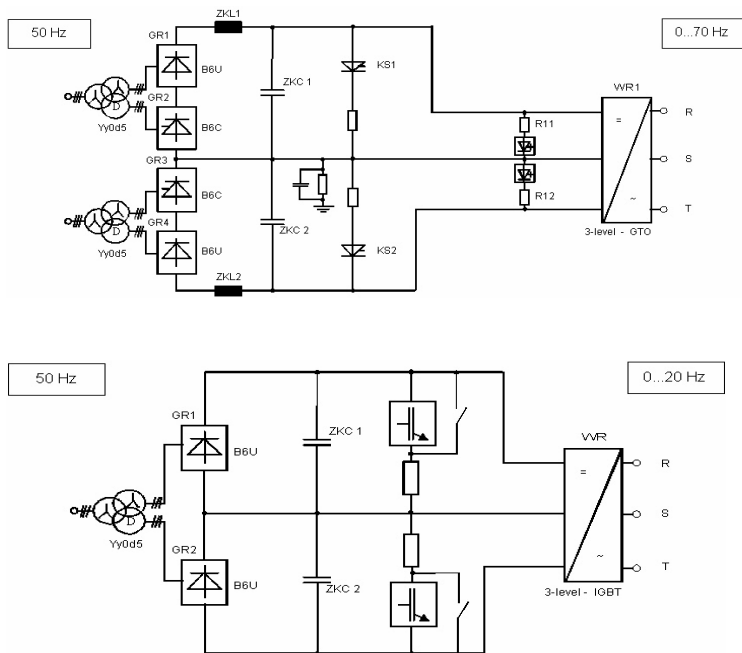 50 Hz
ZKL1
0...70 Hz
GR1
B6U
ZKC 1
KS1
WR1
GR2
D
Yy0d5
B6C
R11
=
R
GR3
B6C
S
GR4
D
Yy0d5
B6U
ZKC 2
KS2
R12
~
T
3-level - GTO
ZKL2
50 Hz
0...20 Hz
GR1
B6U
ZKC 1
WR
=
R
D
Yy0d5
S
GR2
B6U
ZKC 2
~
T
3-level - IGBT